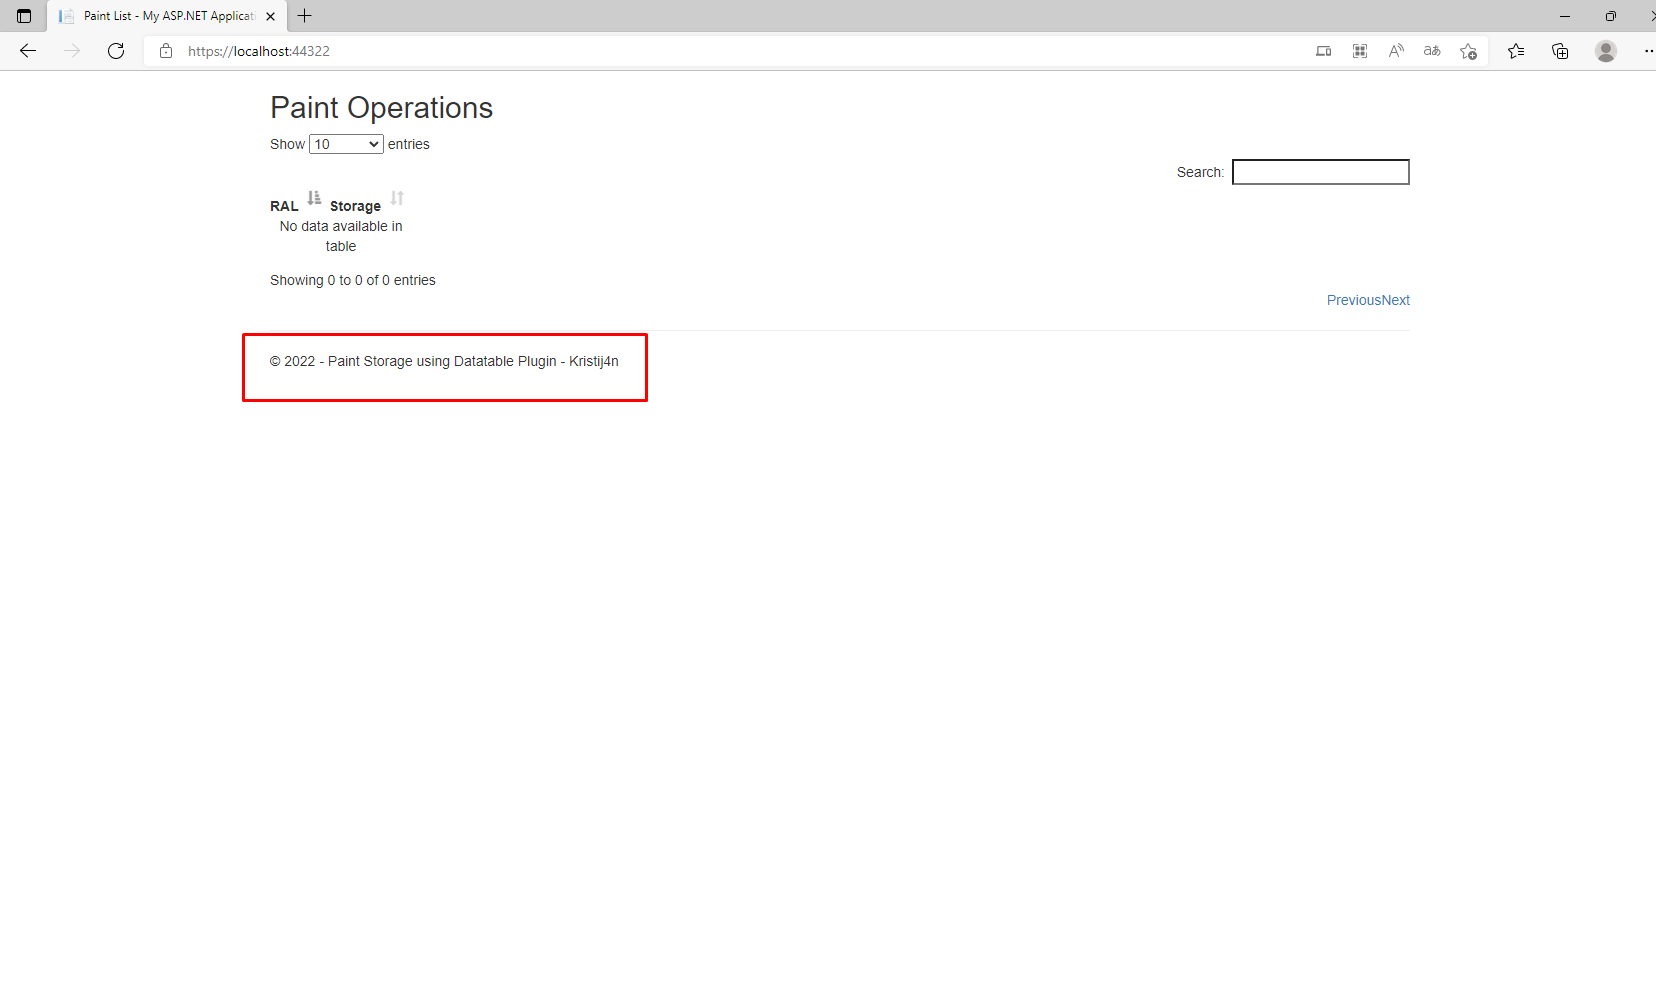 Paint List - My ASP.NET Applicati
https://localhost:44322
Paint Operations
Show 10 entries
Search:
RAL Storage
No data available in
table
Showing 0 to 0 of 0 entries
PreviousNext
© 2022 - Paint Storage using Datatable Plugin - Kristij4n